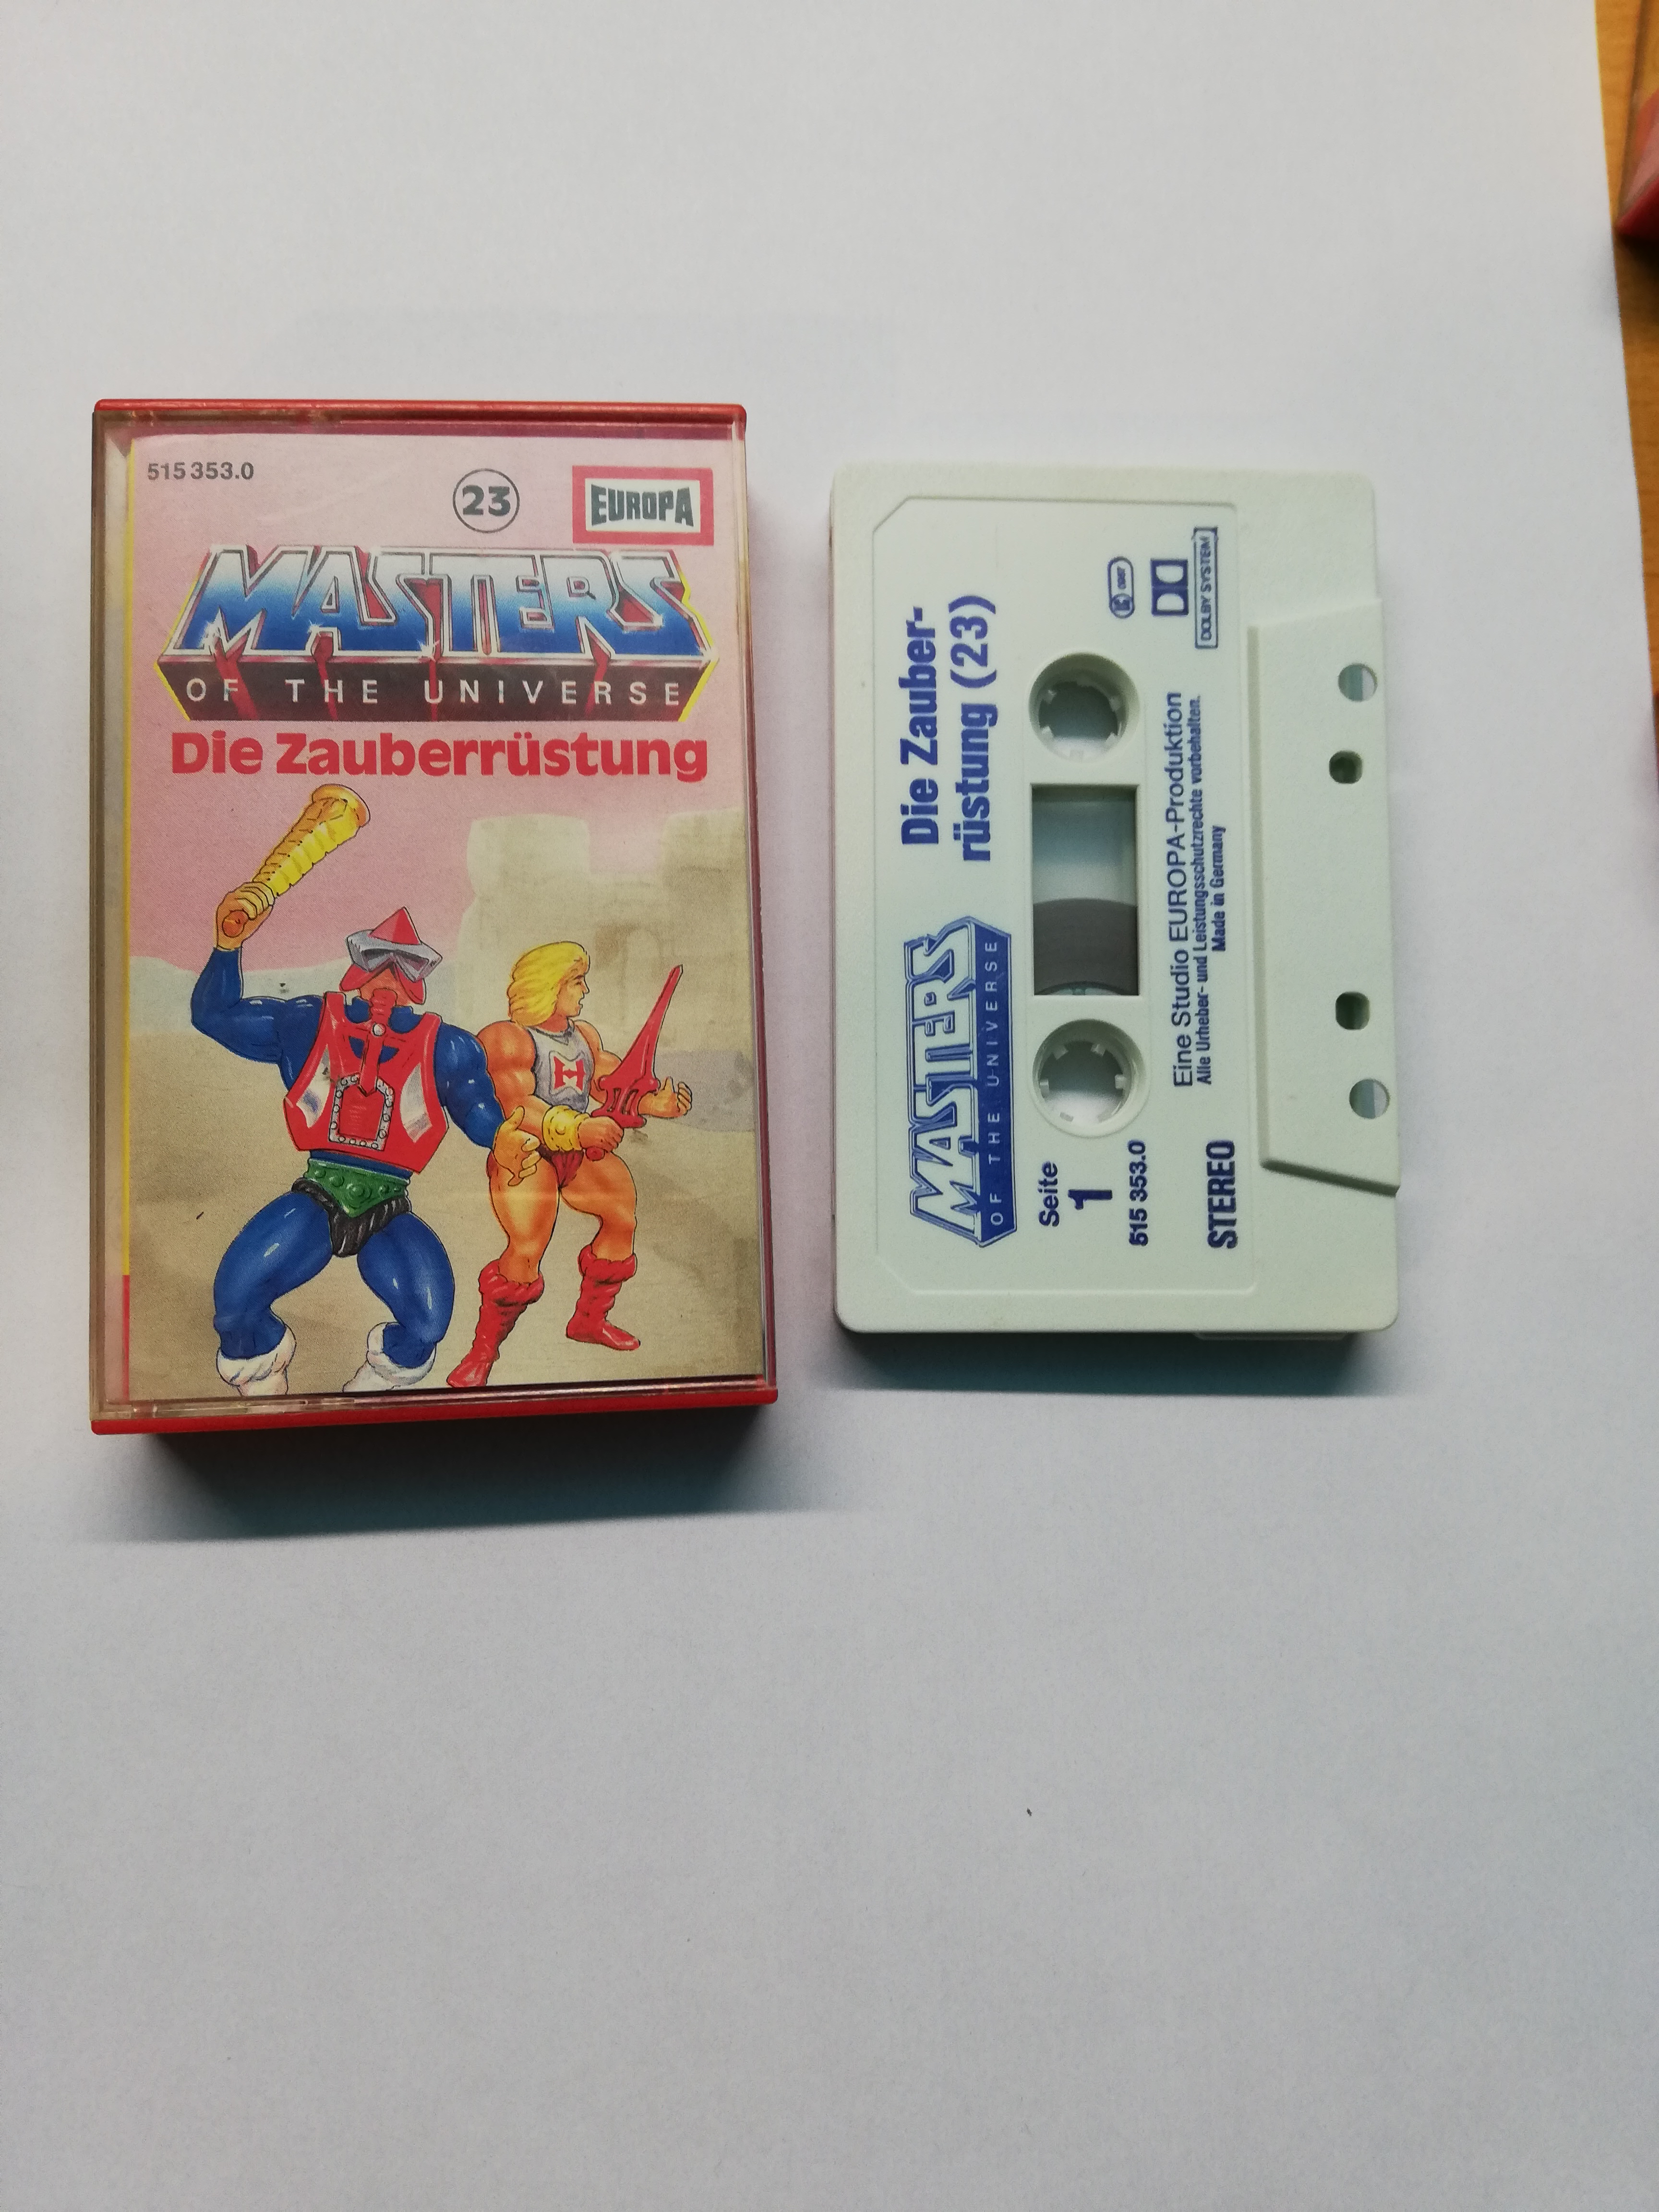 515 353.0
23
EUROPA
MASTERS
OF THE UNIVERSE
Die Zauberrüstung
MASTERS
OF THE UNIVERSE
Die Zauber-
rüstung (23)
Seite
1
515 353.0
STEREO
Eine Studio EUROPA-Produktion
Alle Urheber- und Leistungsschutzrechte vorbehalten.
Made in Germany
DOLBY SYSTEM